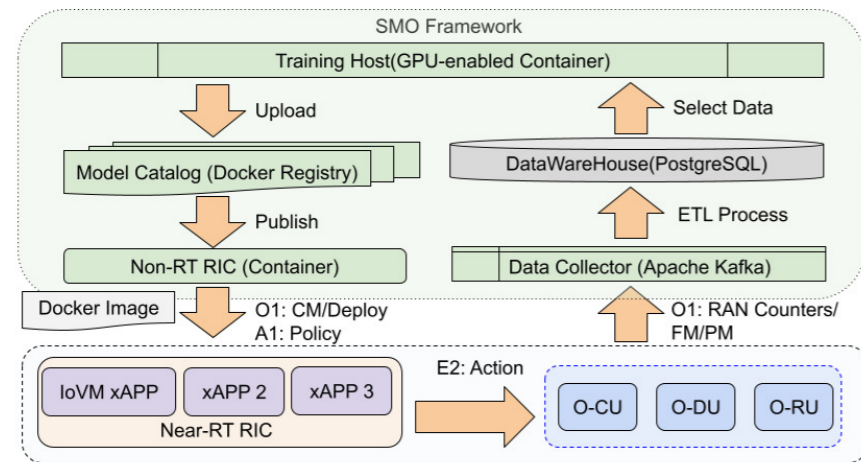 SMO Framework
Training Host(GPU-enabled Container)
Upload
Select Data
Model Catalog (Docker Registry)
DataWareHouse(PostgreSQL)
Publish
ETL Process
Non-RT RIC (Container)
Data Collector (Apache Kafka)
Docker Image
O1: CM/Deploy
A1: Policy
O1: RAN Counters/
FM/PM
IoVM xAPP
xAPP 2
xAPP 3
Near-RT RIC
E2: Action
O-CU
O-DU
O-RU